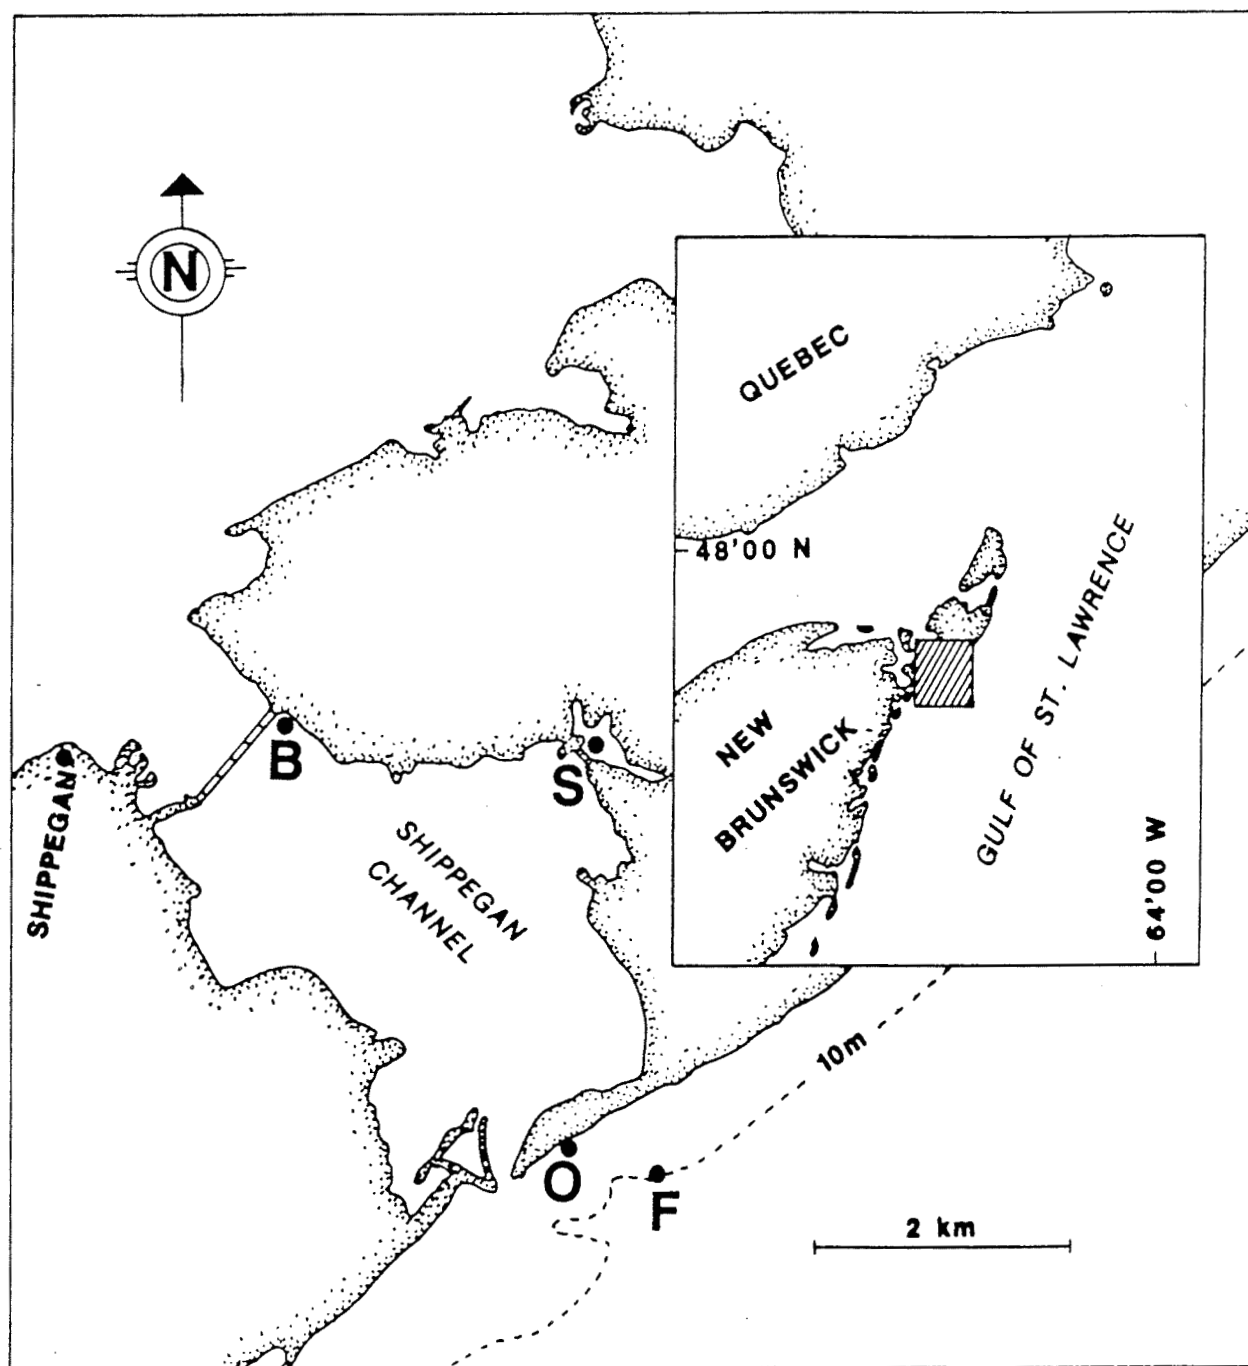 N
QUEBEC
48'00 N
NEW
BRUNSWICK
GULF OF ST. LAWRENCE
64'00 W
SHIPPEGAN
B
S
SHIPPEGAN
CHANNEL
10m
O
F
2 km